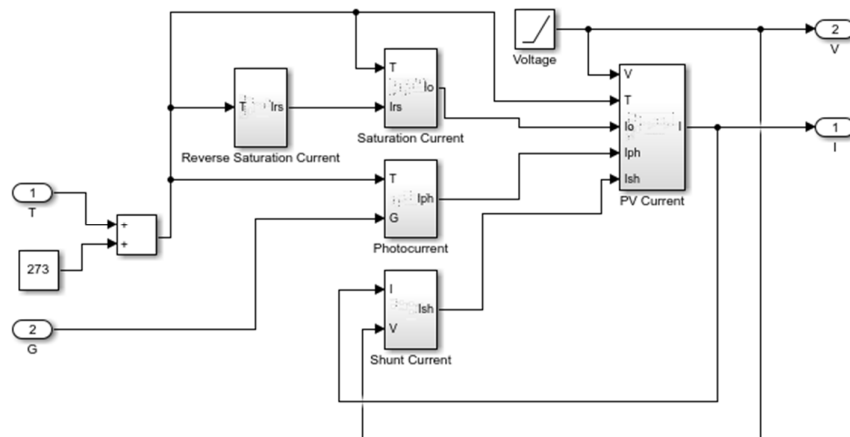 Voltage
2
V
T
Io
Irs
Saturation Current
T
Irs
Reverse Saturation Current
V
T
Io
Iph
Ish
I
PV Current
1
I
1
T
+
+
273
T
G
Iph
Photocurrent
2
G
I
V
Ish
Shunt Current